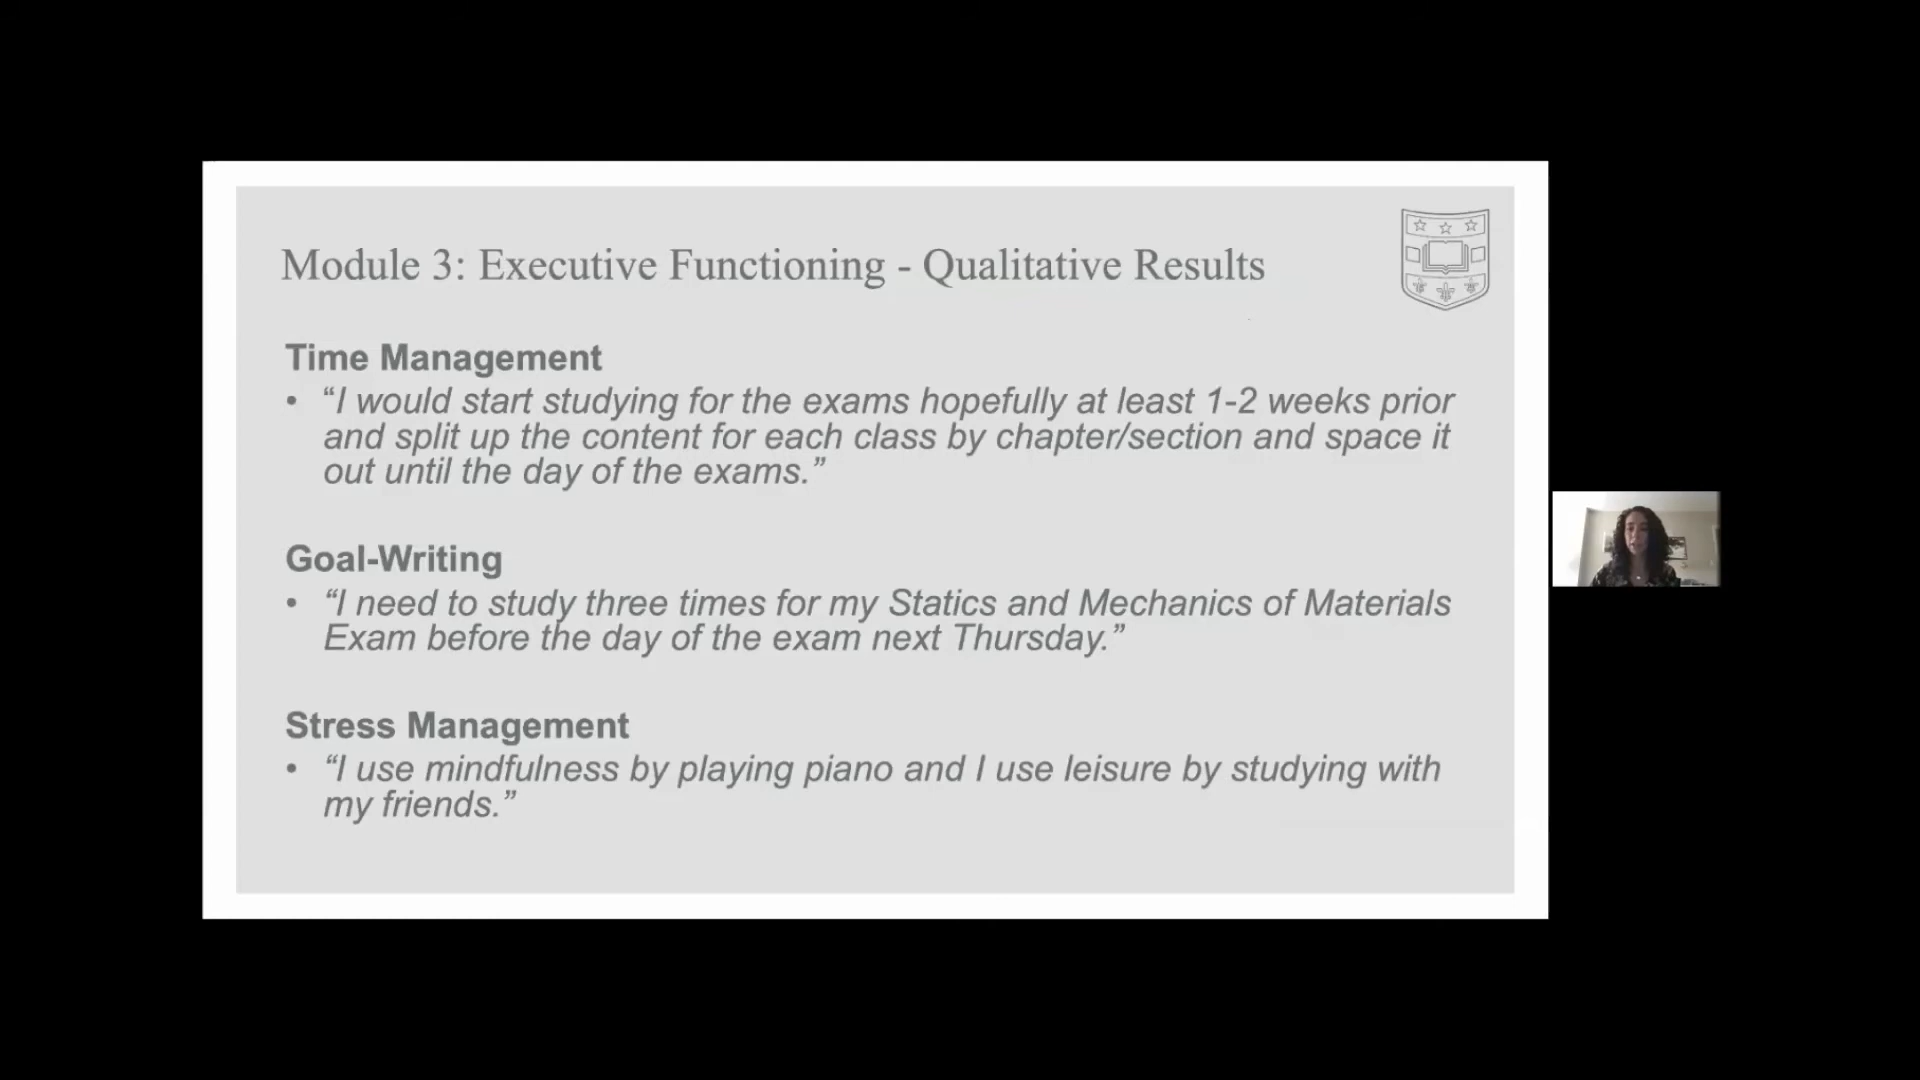 Module 3: Executive Functioning - Qualitative Results
Time Management
• “I would start studying for the exams hopefully at least 1-2 weeks prior
and split up the content for each class by chapter/section and space it
out until the day of the exams.”
Goal-Writing
• “I need to study three times for my Statics and Mechanics of Materials
Exam before the day of the exam next Thursday.”
Stress Management
• “I use mindfulness by playing piano and I use leisure by studying with
my friends.”